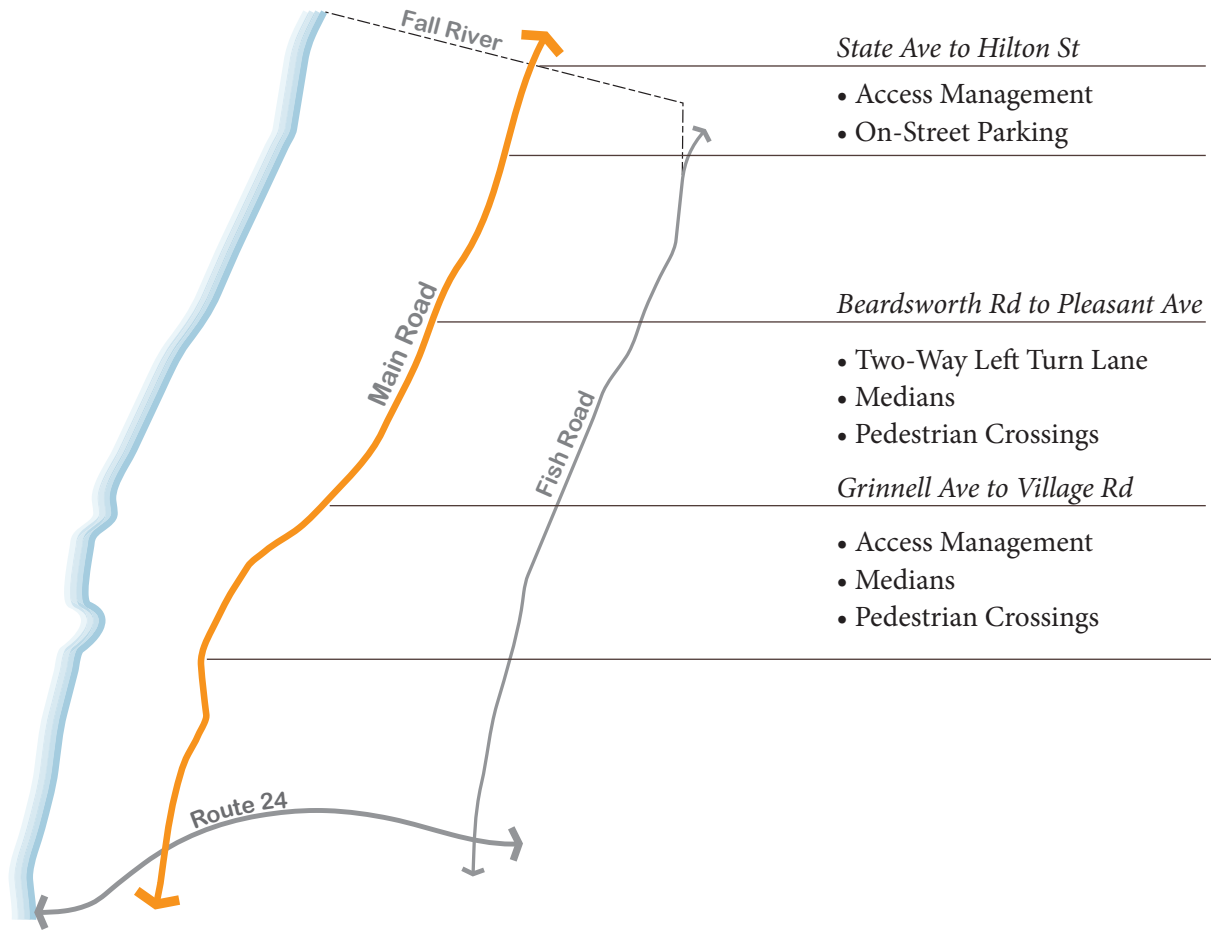 Fall River
State Ave to Hilton St
• Access Management
• On-Street Parking
Main Road
Beardsworth Rd to Pleasant Ave
• Two-Way Left Turn Lane
• Medians
• Pedestrian Crossings
Fish Road
Grinnell Ave to Village Rd
• Access Management
• Medians
• Pedestrian Crossings
Route 24